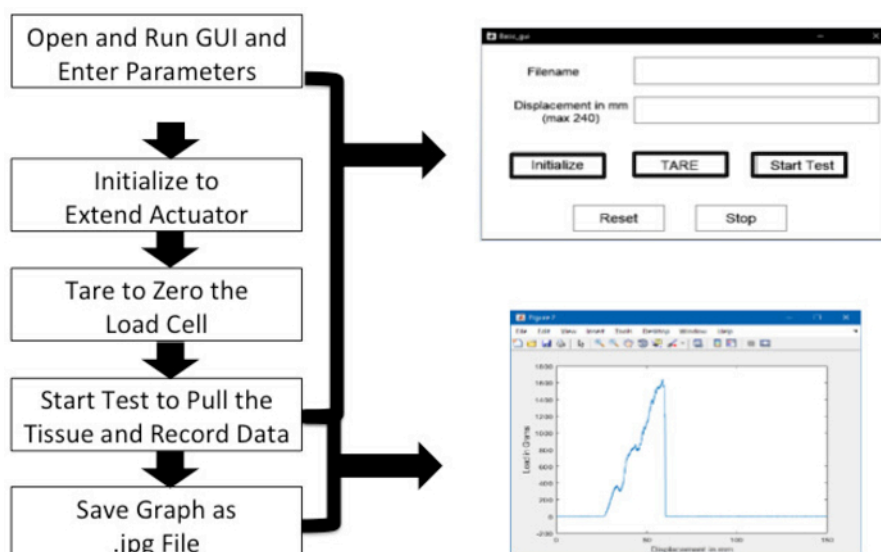 Open and Run GUI and
Enter Parameters
Initialize to
Extend Actuator
Tare to Zero the
Load Cell
Start Test to Pull the
Tissue and Record Data
Save Graph as
.jpg File
Filename
Displacement in mm
(max 240)
Initialize TARE Start Test
Reset Stop
File Edit View Insert Tools Desktop Window Help
Load in Grams
1800
1600
1400
1200
1000
800
600
400
200
0
-200
0 50 100 150
Displacement in mm